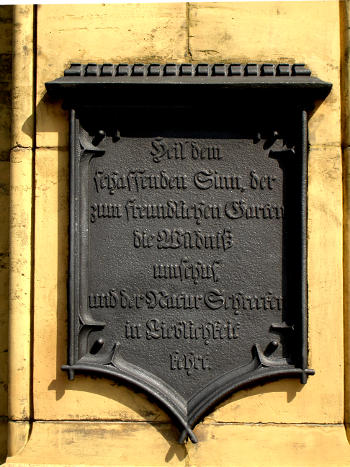 Heil dem
schaffenden Sinn, der
zum freundlichen Garten
die Wildniß
umschuf
und der Natur Schrecken
in Lieblichkeit
kehrt.